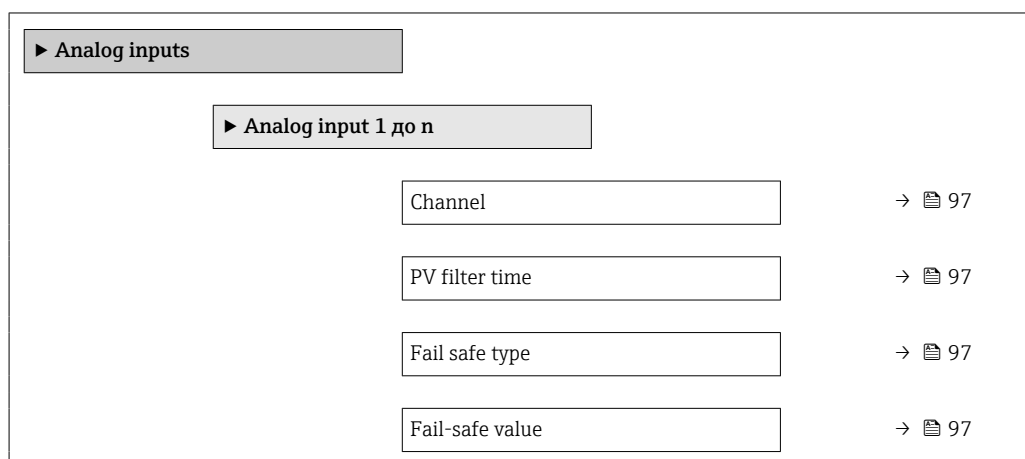 ▶ Analog inputs
▶ Analog input 1 до n
Channel → 97
PV filter time → 97
Fail safe type → 97
Fail-safe value → 97